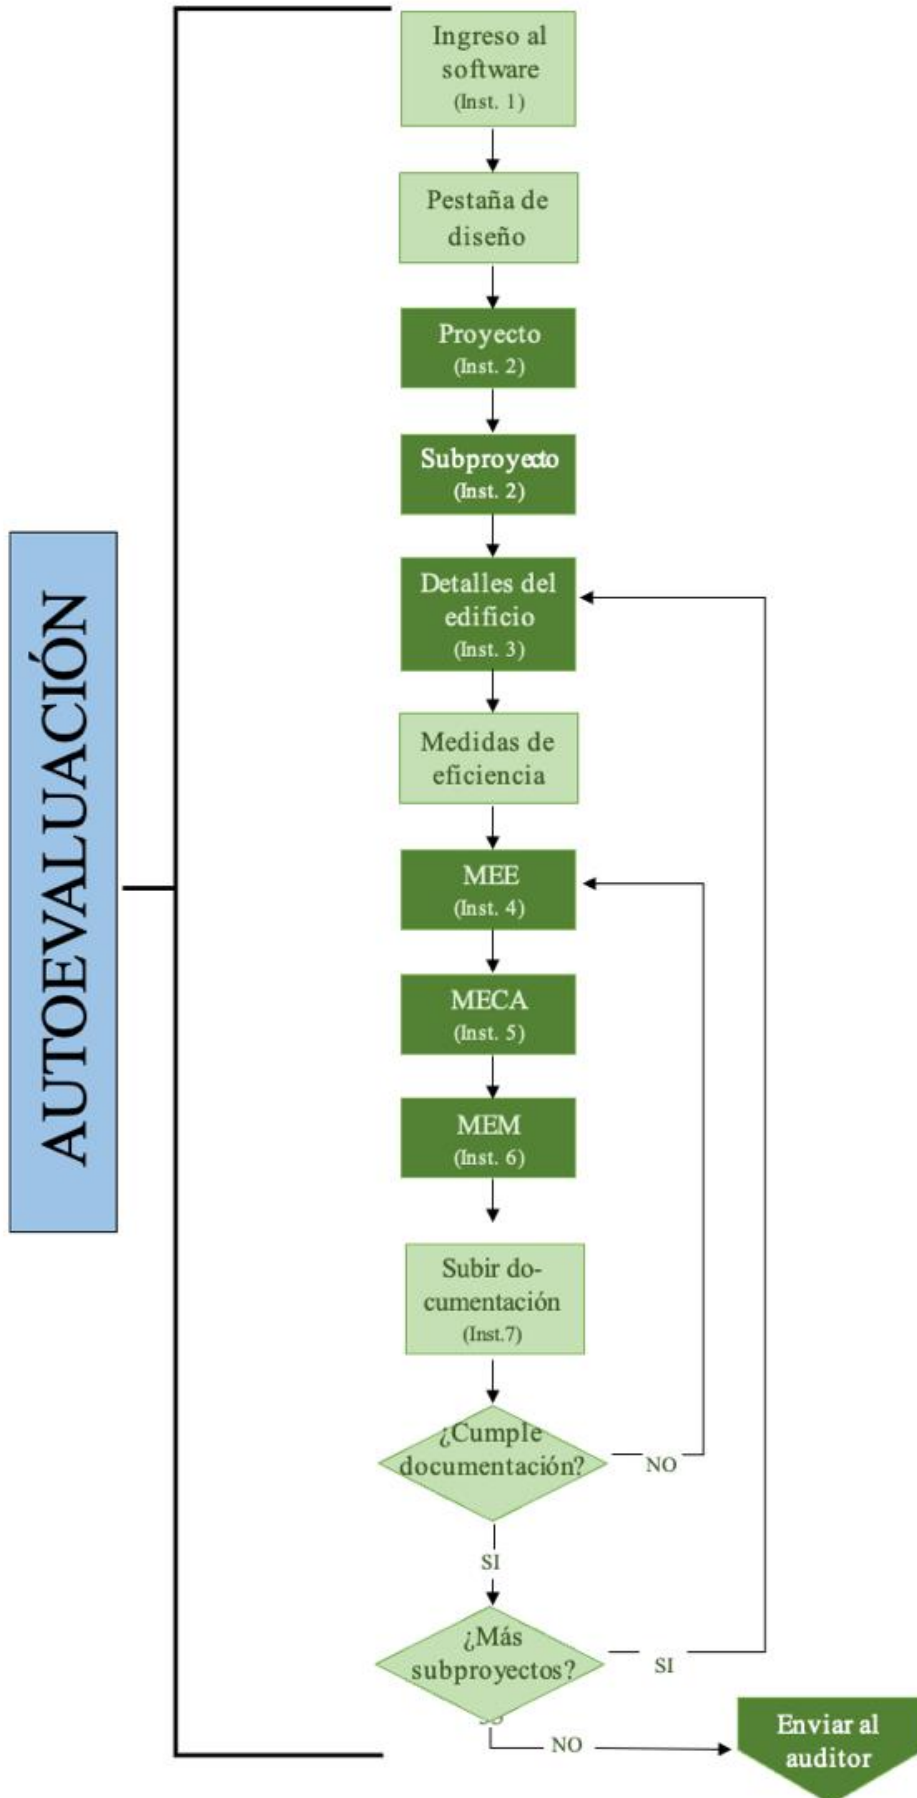 Ingreso al
software
(Inst. 1)
Pestaña de
diseño
Proyecto
(Inst. 2)
Subproyecto
(Inst. 2)
Detalles del
edificio
(Inst. 3)
Medidas de
eficiencia
MEE
(Inst. 4)
MECA
(Inst. 5)
MEM
(Inst. 6)
Subir do-
cumentación
(Inst.7)
¿Cumple
documentación?
NO
SI
¿Más
subproyectos?
SI
NO
Enviar al
auditor
AUTOEVALUACIÓN